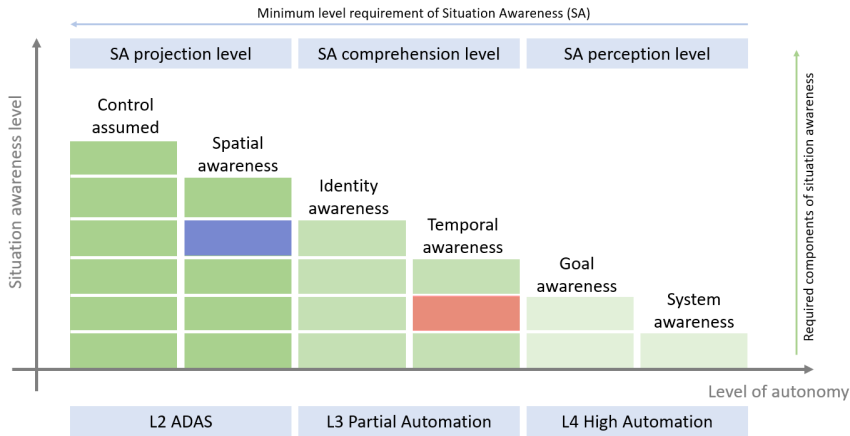 Minimum level requirement of Situation Awareness (SA)
SA projection level
SA comprehension level
SA perception level
Control
assumed
Spatial
awareness
Identity
awareness
Temporal
awareness
Goal
awareness
System
awareness
Situation awareness level
Required components of situation awareness
Level of autonomy
L2 ADAS
L3 Partial Automation
L4 High Automation